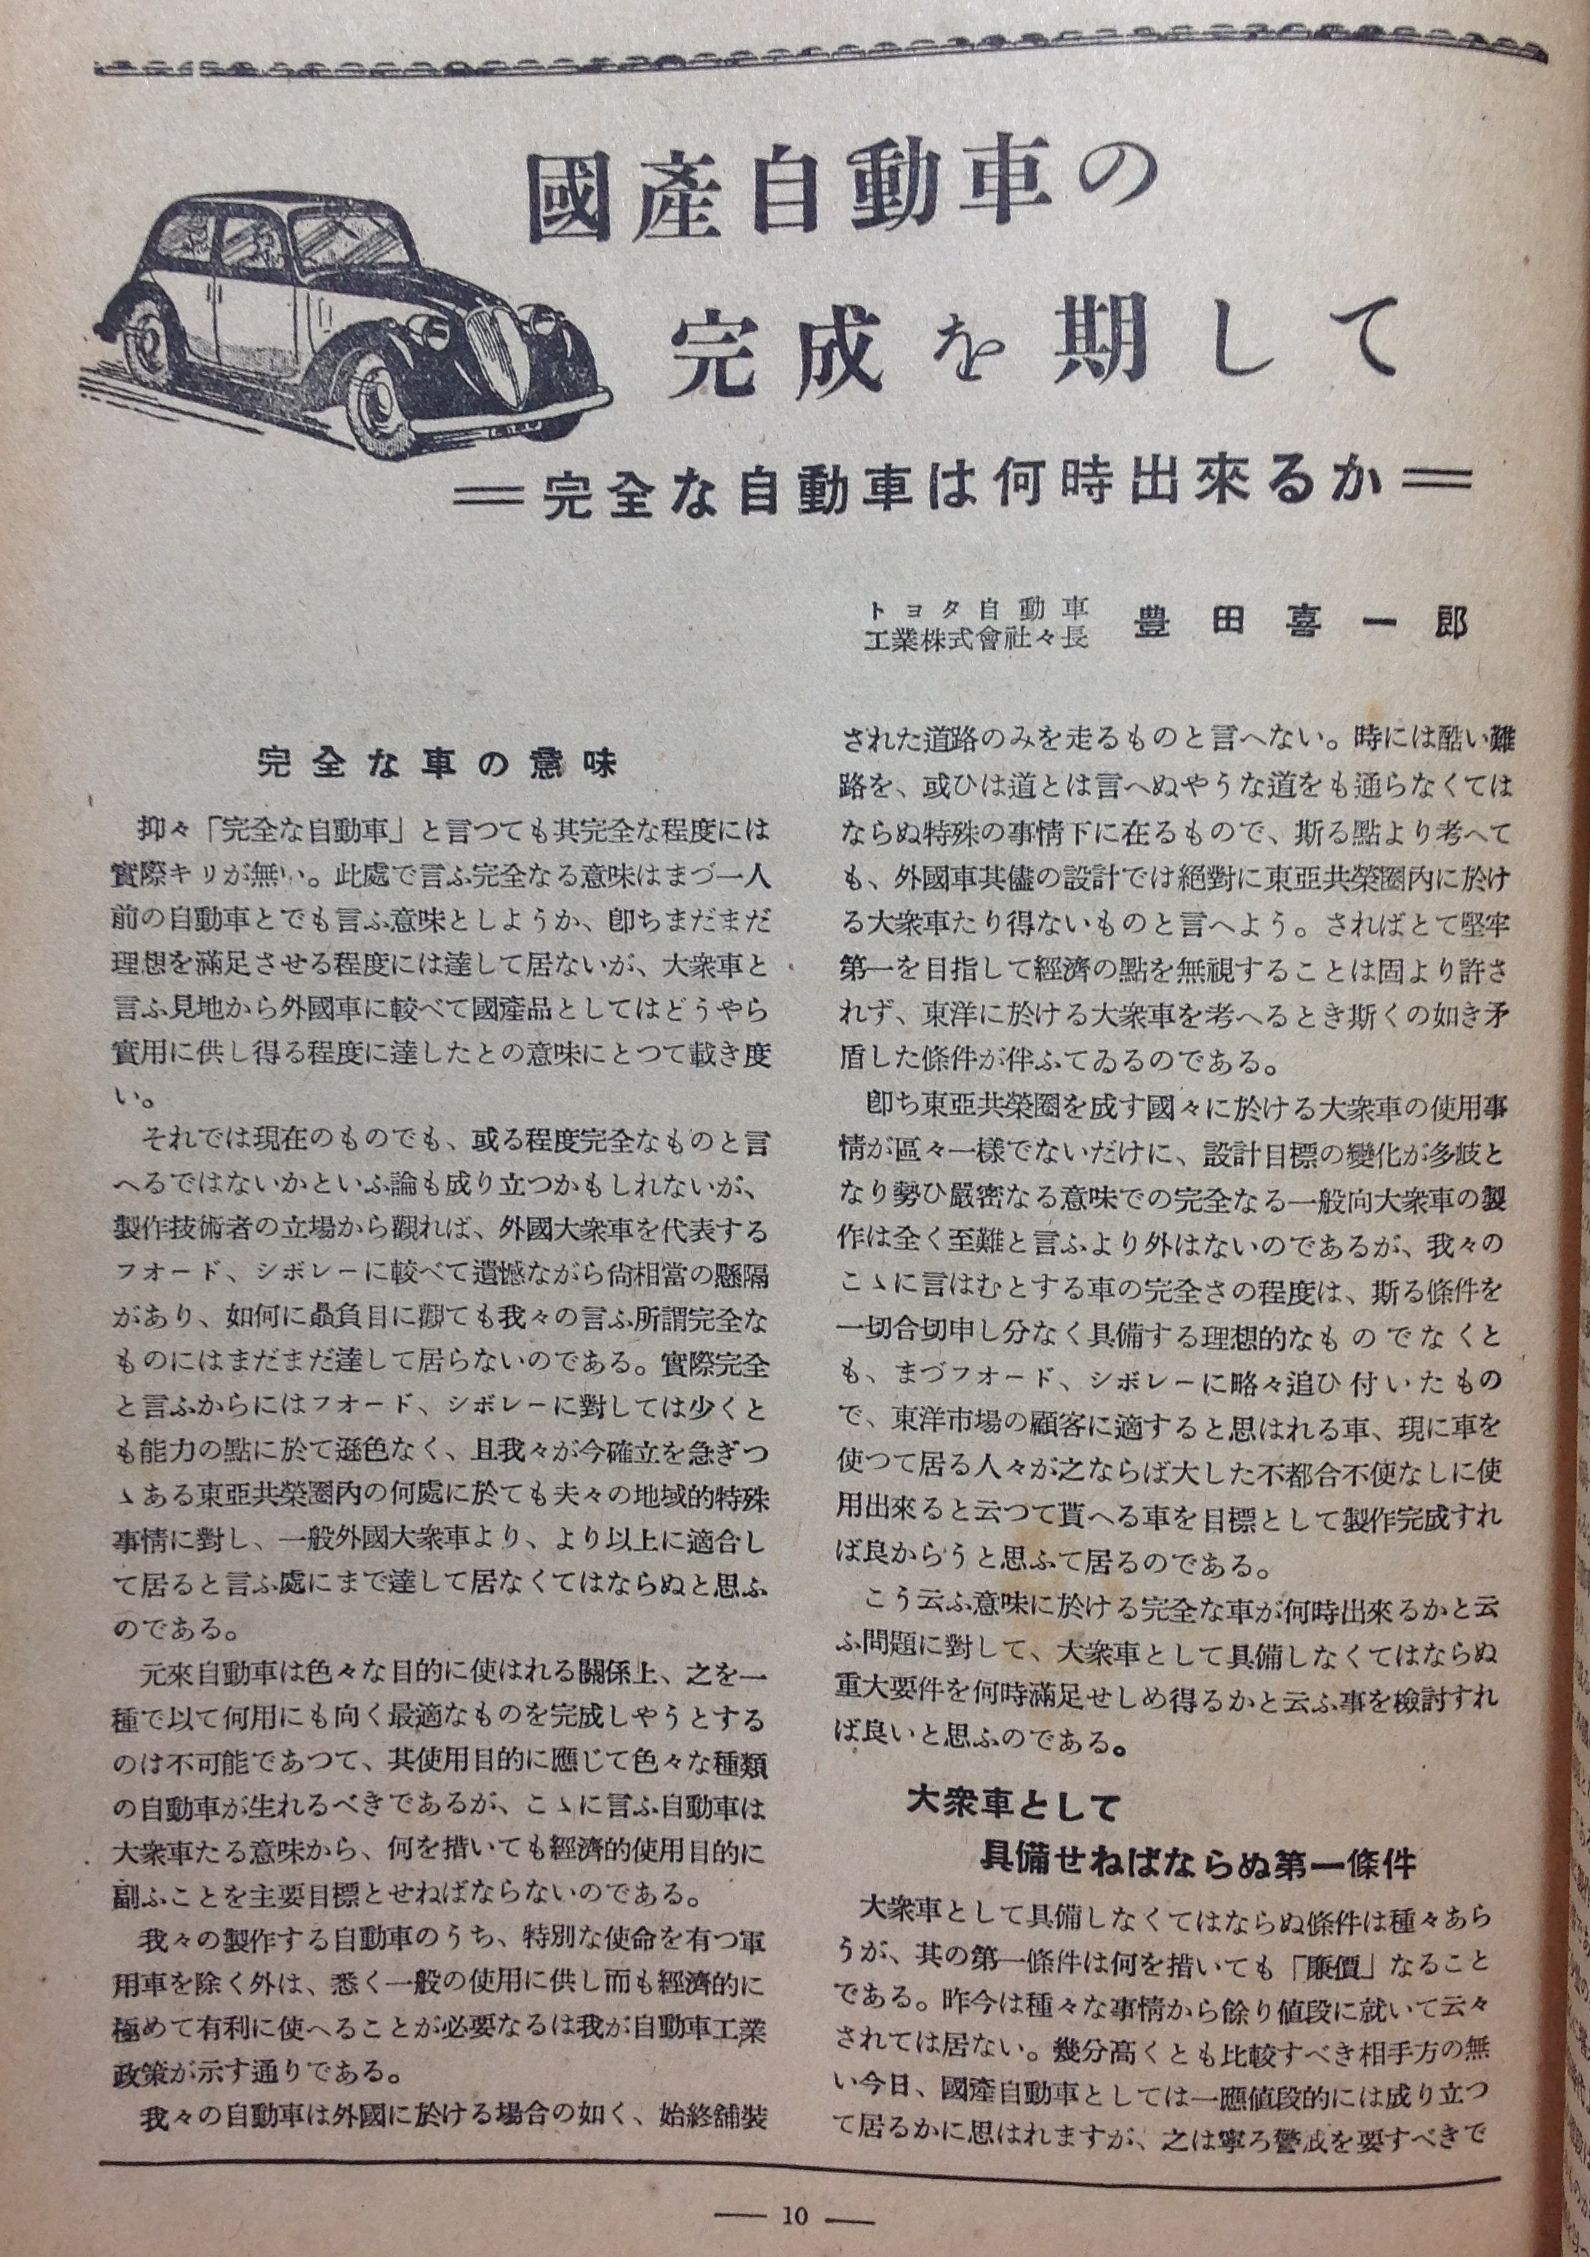 國產自動車の
完成を期して
＝完全な自動車は何時出來るか＝
トヨタ自動車
工業株式會社々長
豊田喜一郎
完全な車の意味
抑々「完全な自動車」と言つても其完全な程度には
實際キリが無い。此處で言ふ完全なる意味はまづ一人
前の自動車とでも言ふ意味としようか、卽ちまだまだ
理想を滿足させる程度には達して居ないが、大衆車と
言ふ見地から外國車に較べて國產品としてはどうやら
實用に供し得る程度に達したとの意味にとつて載き度
い。
それでは現在のものでも、或る程度完全なものと言
へるではないかといふ論も成り立つかもしれないが、
製作技術者の立場から觀れば、外國大衆車を代表する
フオード、シボレーに較べて遺憾ながら尙相當の懸隔
があり、如何に贔負目に觀ても我々の言ふ所謂完全な
ものにはまだまだ達して居らないのである。實際完全
と言ふからにはフオード、シボレーに對しては少くと
も能力の點に於て遜色なく、且我々が今確立を急ぎつ
ゝある東亞共榮圈內の何處に於ても夫々の地域的特殊
事情に對し、一般外國大衆車より、より以上に適合し
て居ると言ふ處にまで達して居なくてはならぬと思ふ
のである。
元來自動車は色々な目的に使はれる關係上、之を一
種で以て何用にも向く最適なものを完成しやうとする
のは不可能であつて、其使用目的に應じて色々な種類
の自動車が生れるべきであるが、こゝに言ふ自動車は
大衆車たる意味から、何を措いても經濟的使用目的に
副ふことを主要目標とせねばならないのである。
我々の製作する自動車のうち、特別な使命を有つ軍
用車を除く外は、悉く一般の使用に供し而も經濟的に
極めて有利に使へることが必要なるは我が自動車工業
政策が示す通りである。
我々の自動車は外國に於ける場合の如く、始終舖裝
された道路のみを走るものと言へない。時には酷い難
路を、或ひは道とは言へぬやうな道をも通らなくては
ならぬ特殊の事情下に在るもので、斯る點より考へて
も、外國車其儘の設計では絕對に東亞共榮圈內に於け
る大衆車たり得ないものと言へよう。さればとて堅牢
第一を目指して經濟の點を無視することは固より許さ
れず、東洋に於ける大衆車を考へるとき斯くの如き矛
盾した條件が伴ふてゐるのである。
卽ち東亞共榮圈を成す國々に於ける大衆車の使用事
情が區々一樣でないだけに、設計目標の變化が多岐と
なり勢ひ嚴密なる意味での完全なる一般向大衆車の製
作は全く至難と言ふより外はないのであるが、我々の
こゝに言はむとする車の完全さの程度は、斯る條件を
一切合切申し分なく具備する理想的なものでなくと
も、まづフオード、シボレーに略々追ひ付いたもの
で、東洋市場の顧客に適すると思はれる車、現に車を
使つて居る人々が之ならば大した不都合不便なしに使
用出來ると云つて貰へる車を目標として製作完成すれ
ば良からうと思ふて居るのである。
こう云ふ意味に於ける完全な車が何時出來るかと云
ふ問題に對して、大衆車として具備しなくてはならぬ
重大要件を何時滿足せしめ得るかと云ふ事を檢討すれ
ば良いと思ふのである。
大衆車として
具備せねばならぬ第一條件
大衆車として具備しなくてはならぬ條件は種々あら
うが、其の第一條件は何を措いても「廉價」なること
である。昨今は種々な事情から餘り値段に就いて云々
されては居ない。幾分高くとも比較すべき相手方の無
い今日、國產自動車としては一應値段的には成り立つ
て居るかに思はれますが、之は寧ろ警戒を要すべきで
— 10 —